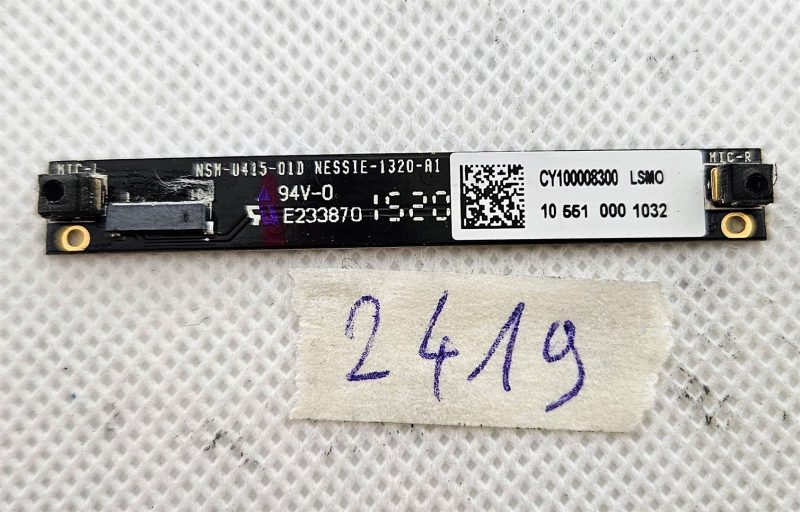 MIC-L
NSM-U415-01D NESSIE-1320-A1
94V-0
E233870 1520
CY100008300 LSMO
10 551 000 1032
MIC-R
2419